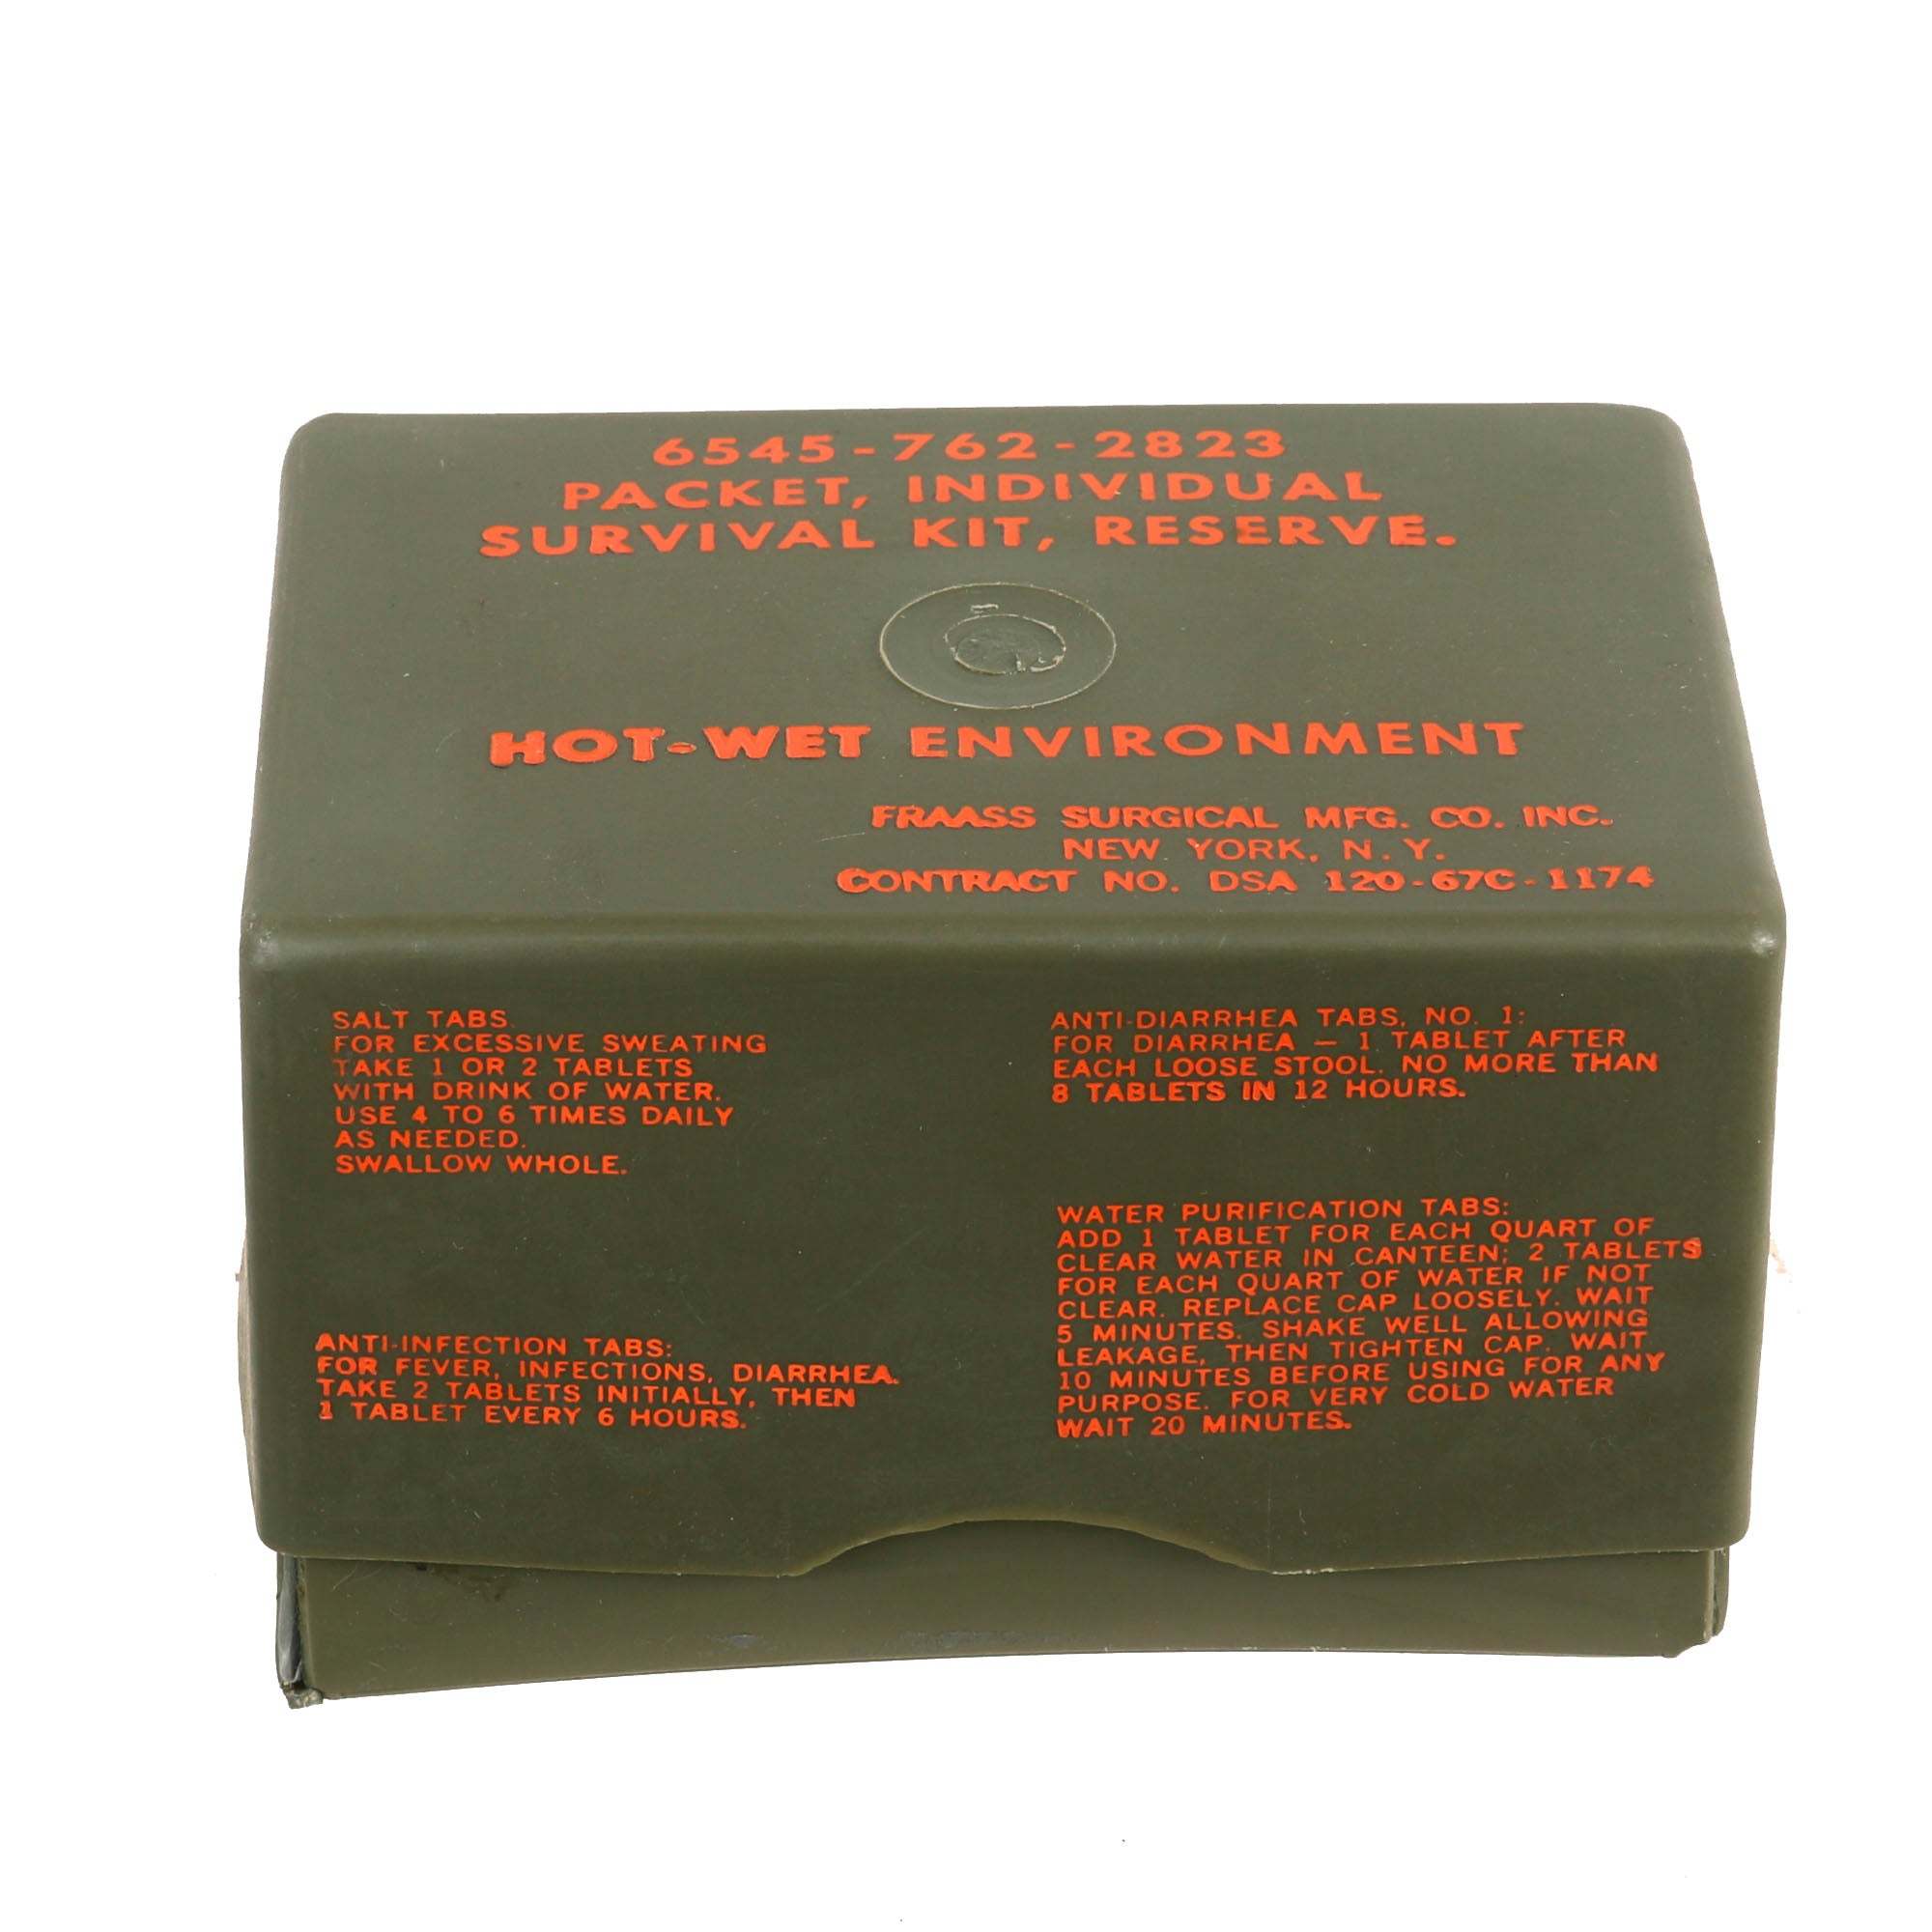 6545-762-2823
PACKET, INDIVIDUAL
SURVIVAL KIT, RESERVE.
HOT-WET ENVIRONMENT
FRAASS SURGICAL MFG. CO. INC.
NEW YORK, N.Y.
CONTRACT NO. DSA 120-67C-1174
SALT TABS.
FOR EXCESSIVE SWEATING
TAKE 1 OR 2 TABLETS
WITH DRINK OF WATER.
USE 4 TO 6 TIMES DAILY
AS NEEDED.
SWALLOW WHOLE.
ANTI-INFECTION TABS:
FOR FEVER, INFECTIONS, DIARRHEA.
TAKE 2 TABLETS INITIALLY, THEN
1 TABLET EVERY 6 HOURS.
ANTI-DIARRHEA TABS, NO. 1:
FOR DIARRHEA — 1 TABLET AFTER
EACH LOOSE STOOL. NO MORE THAN
8 TABLETS IN 12 HOURS.
WATER PURIFICATION TABS:
ADD 1 TABLET FOR EACH QUART OF
CLEAR WATER IN CANTEEN; 2 TABLETS
FOR EACH QUART OF WATER IF NOT
CLEAR. REPLACE CAP LOOSELY. WAIT
5 MINUTES. SHAKE WELL ALLOWING
LEAKAGE, THEN TIGHTEN CAP. WAIT
10 MINUTES BEFORE USING FOR ANY
PURPOSE. FOR VERY COLD WATER
WAIT 20 MINUTES.